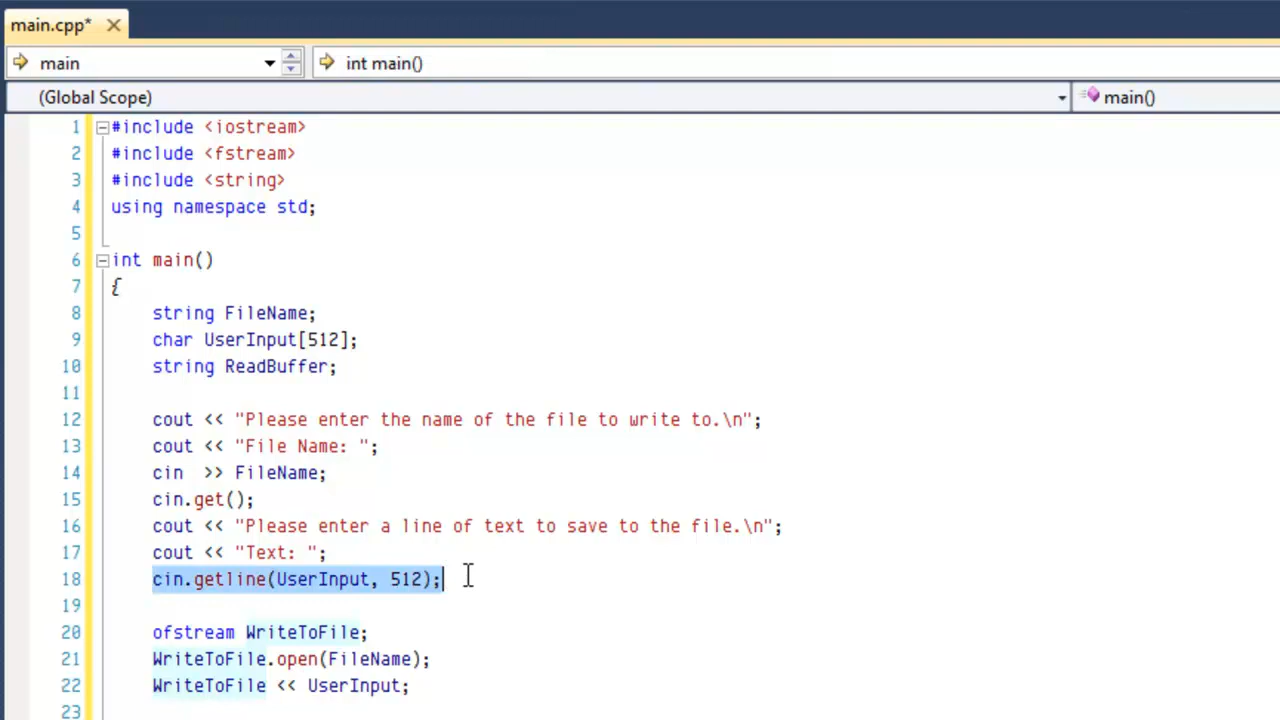 main.cpp*
main int main()
(Global Scope) main()
1 #include <iostream>
2 #include <fstream>
3 #include <string>
4 using namespace std;
5
6 int main()
7 {
8 string FileName;
9 char UserInput[512];
10 string ReadBuffer;
11
12 cout << "Please enter the name of the file to write to.\n";
13 cout << "File Name: ";
14 cin >> FileName;
15 cin.get();
16 cout << "Please enter a line of text to save to the file.\n";
17 cout << "Text: ";
18 cin.getline(UserInput, 512);
19
20 ofstream WriteToFile;
21 WriteToFile.open(FileName);
22 WriteToFile << UserInput;
23